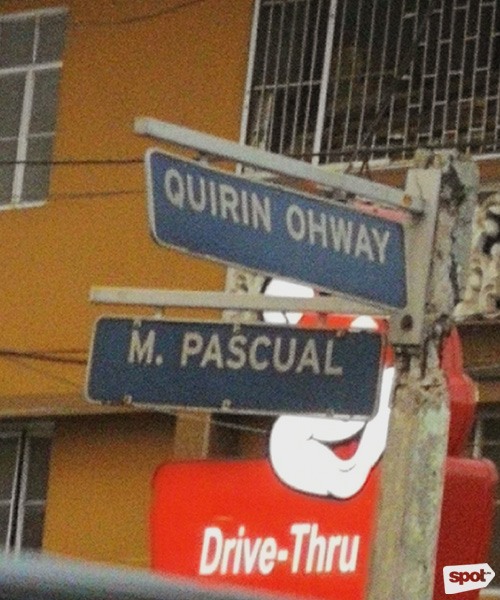 QUIRIN OHWAY
M. PASCUAL
Drive-Thru
spot